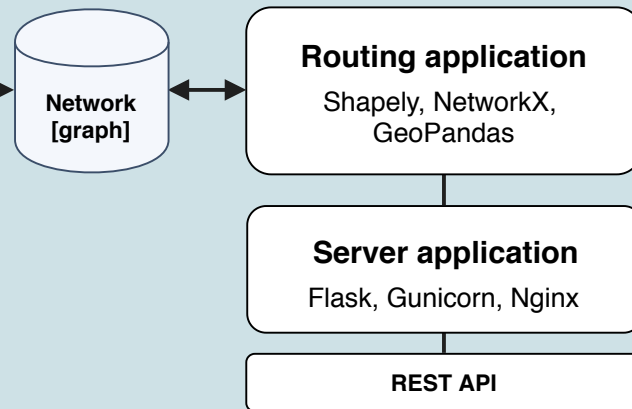 Network
[graph]
Routing application
Shapely, NetworkX,
GeoPandas
Server application
Flask, Gunicorn, Nginx
REST API